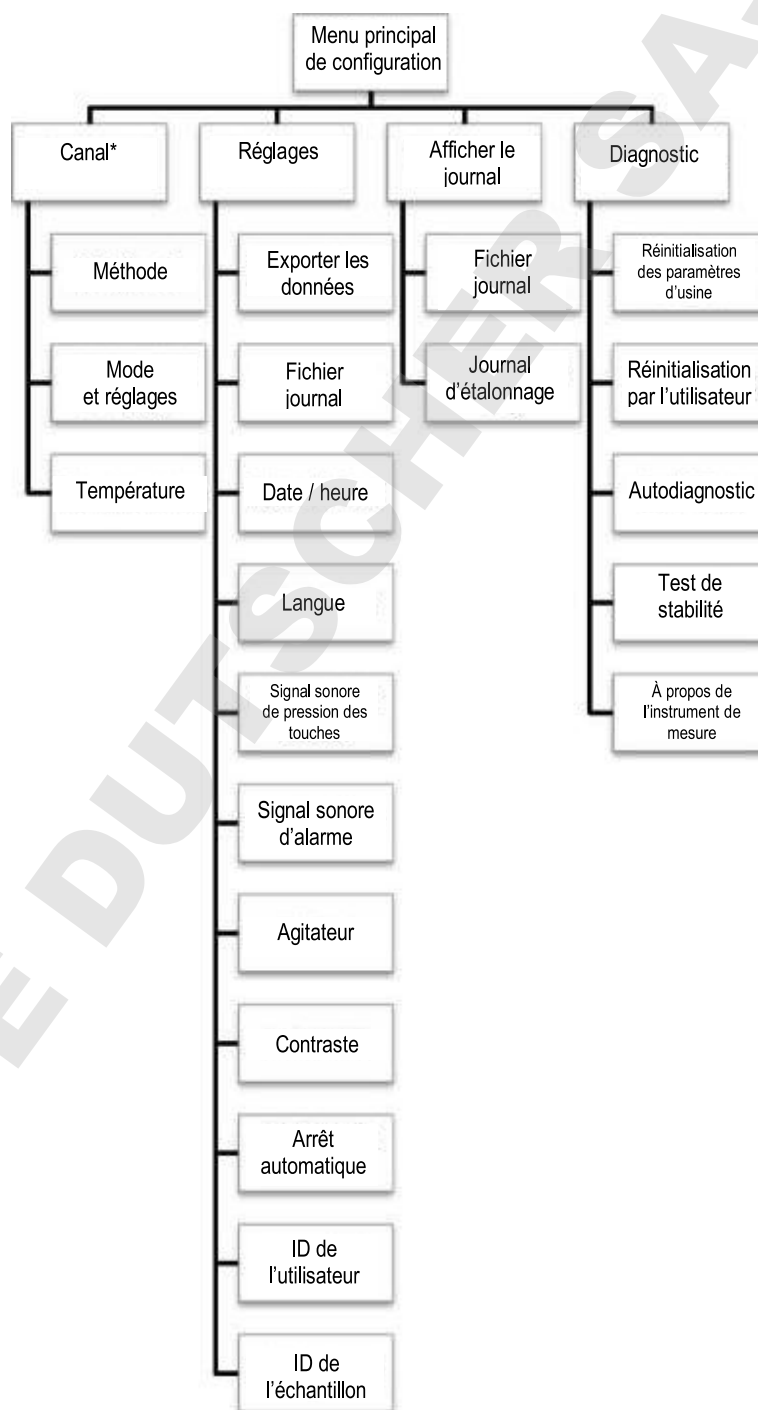 Menu principal
de configuration
Canal*
Réglages
Afficher le
journal
Diagnostic
Méthode
Mode
et réglages
Température
Exporter les
données
Fichier
journal
Date / heure
Langue
Signal sonore
de pression des
touches
Signal sonore
d'alarme
Agitateur
Contraste
Arrêt
automatique
ID de
l'utilisateur
ID de
l'échantillon
Fichier
journal
Journal
d'étalonnage
Réinitialisation
des paramètres
d'usine
Réinitialisation
par l'utilisateur
Autodiagnostic
Test de
stabilité
À propos de
l'instrument de
mesure
E DUTSCHER SA